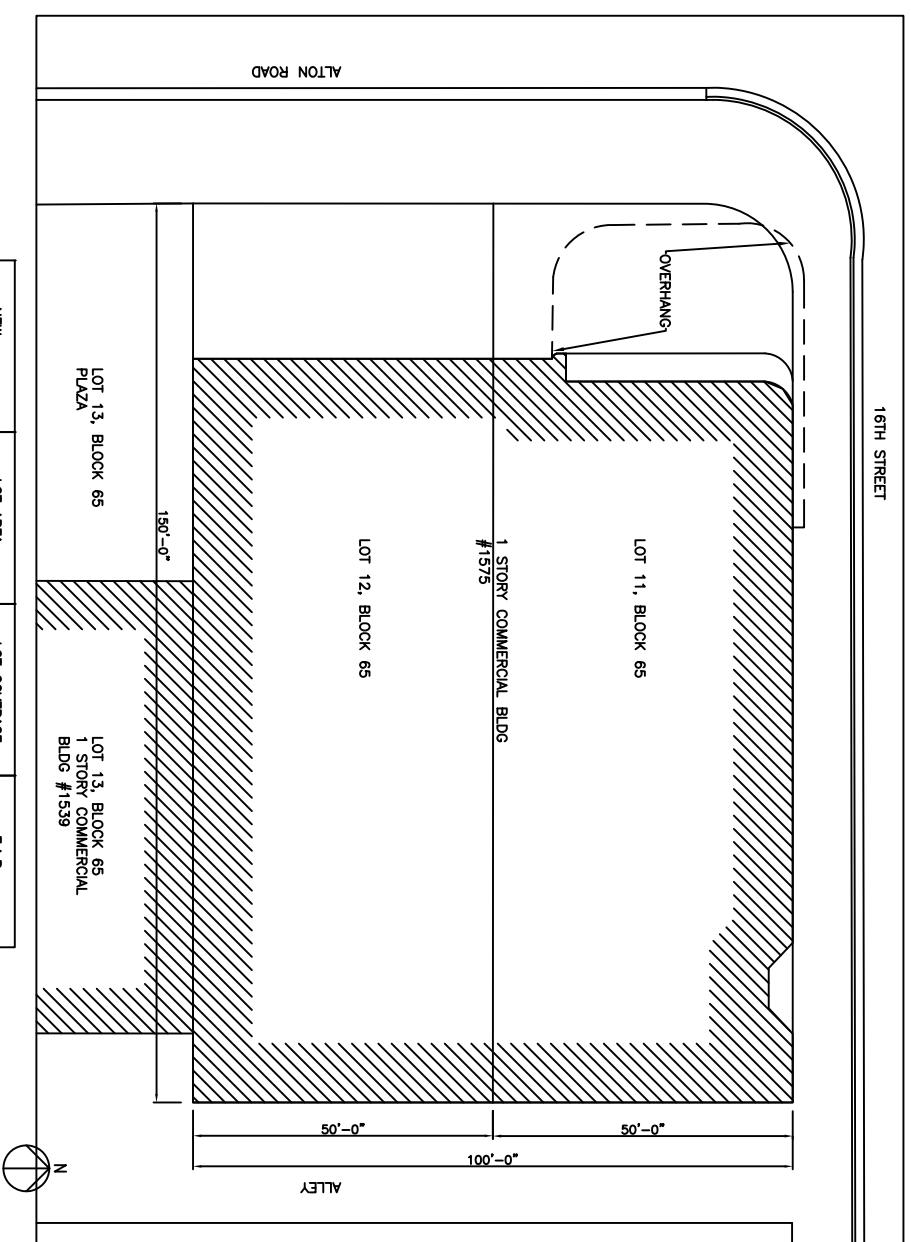 ALTON ROAD
16TH STREET
OVERHANG
LOT 11, BLOCK 65
1 STORY COMMERCIAL BLDG
#1575
LOT 12, BLOCK 65
150'-0"
LOT 13, BLOCK 65
PLAZA
LOT 13, BLOCK 65
1 STORY COMMERCIAL
BLDG #1539
50'-0"
50'-0"
100'-0"
ALLEY
N